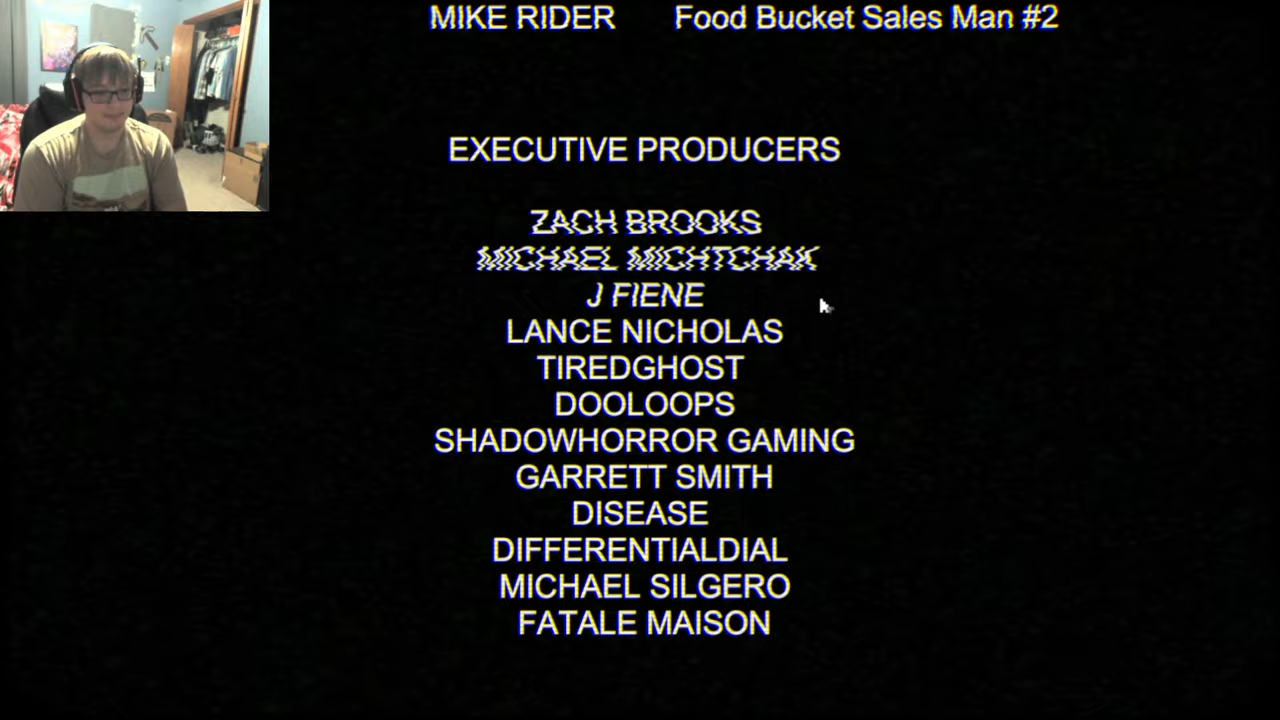 MIKE RIDER Food Bucket Sales Man #2
EXECUTIVE PRODUCERS
ZACH BROOKS
MICHAEL MICHTCHAK
J FIENE
LANCE NICHOLAS
TIREDGHOST
DOOLOOPS
SHADOWHORROR GAMING
GARRETT SMITH
DISEASE
DIFFERENTIALDIAL
MICHAEL SILGERO
FATALE MAISON